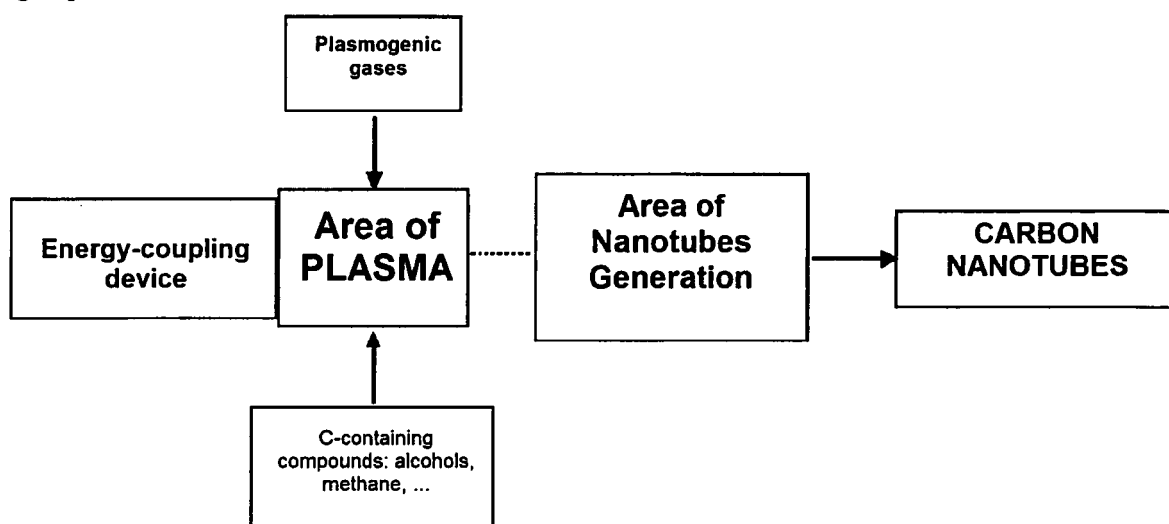 Plasmogenic
gases
Energy-coupling
device
Area of
PLASMA
Area of
Nanotubes
Generation
CARBON
NANOTUBES
C-containing
compounds: alcohols,
methane, ...